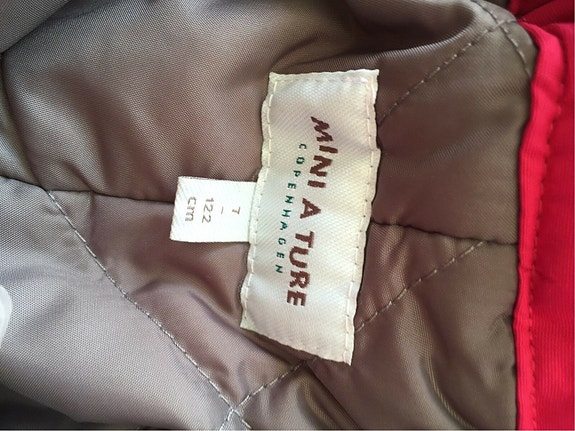 MINI A TURE
COPENHAGEN
7
-
122
cm